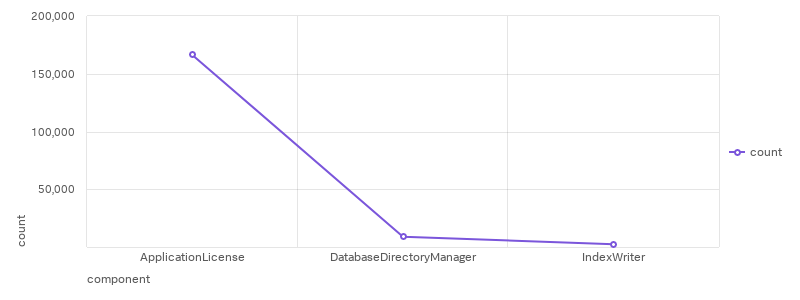 200,000
150,000
100,000
50,000
count
ApplicationLicense
DatabaseDirectoryManager
IndexWriter
component
count